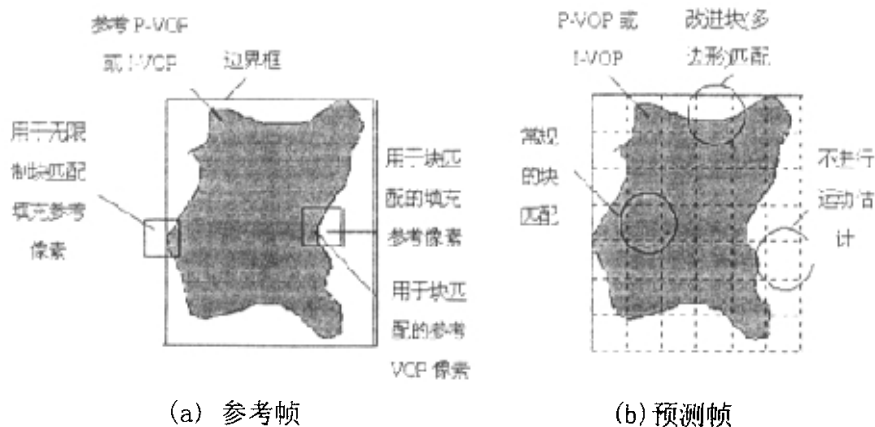 参考 P-VOP
或 I-VOP
边界框
用于无限
制块匹配
填充参考
像素
用于块匹
配的填充
参考像素
用于块匹
配的参考
VOP 像素
(a) 参考帧
P-VOP 或
I-VOP
改进块(多
边形)匹配
常规
的块
匹配
不进行
运动估
计
(b)预测帧